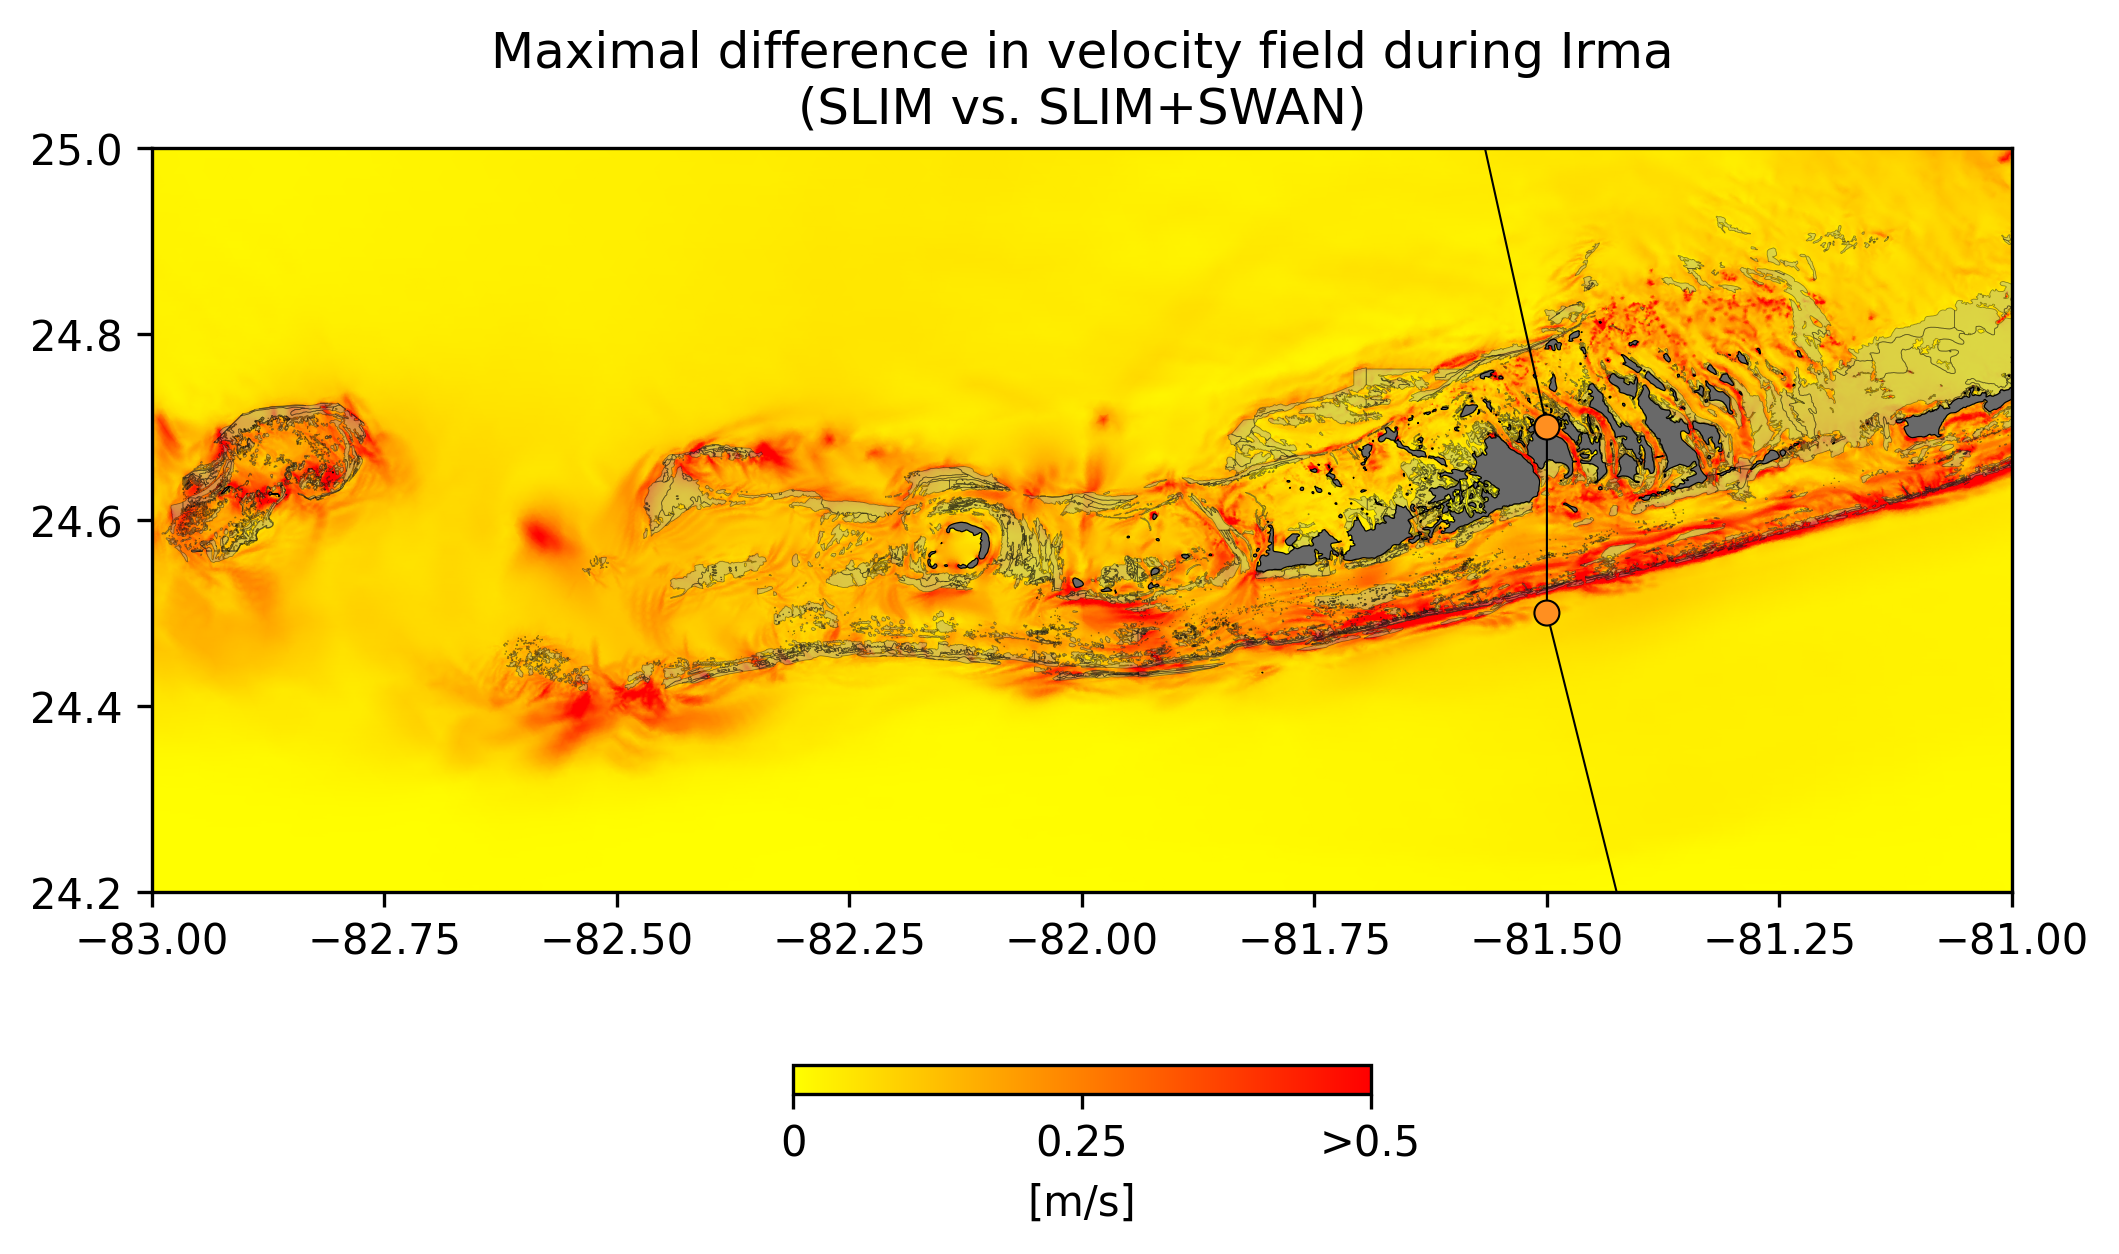 Maximal difference in velocity field during Irma
(SLIM vs. SLIM+SWAN)
25.0
24.8
24.6
24.4
24.2
−83.00 −82.75 −82.50 −82.25 −82.00 −81.75 −81.50 −81.25 −81.00
0 0.25 >0.5
[m/s]